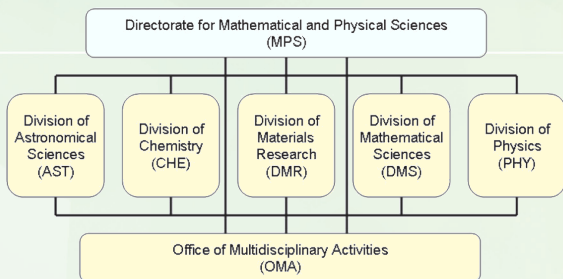 Directorate for Mathematical and Physical Sciences
(MPS)
Division of
Astronomical
Sciences
(AST)
Division of
Chemistry
(CHE)
Division of
Materials
Research
(DMR)
Division of
Mathematical
Sciences
(DMS)
Division of
Physics
(PHY)
Office of Multidisciplinary Activities
(OMA)